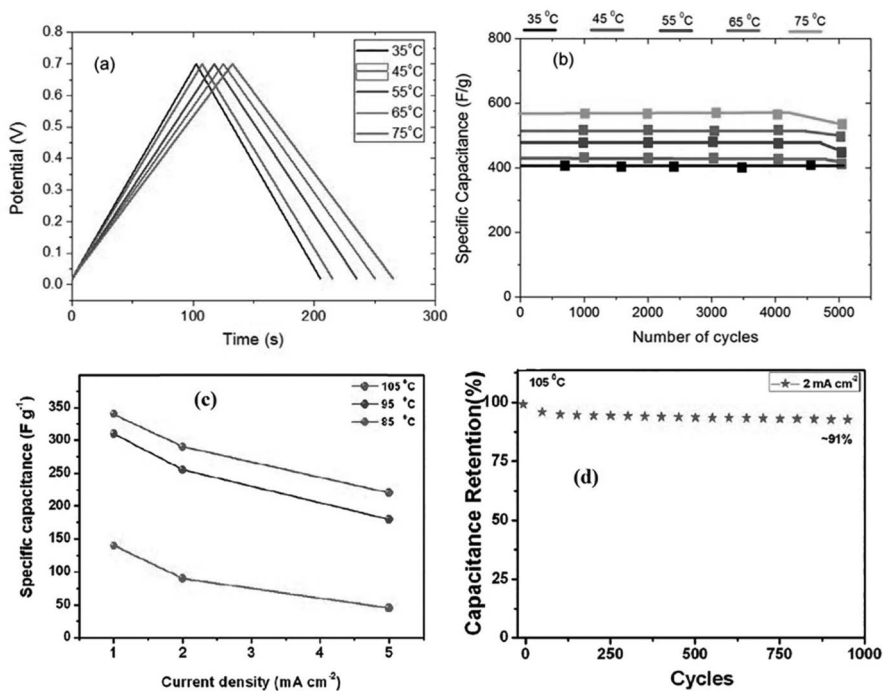 (a)
35°C
45°C
55°C
65°C
75°C
Potential (V)
0.8
0.7
0.6
0.5
0.4
0.3
0.2
0.1
0.0
0 100 200 300
Time (s)
35 °C 45 °C 55 °C 65 °C 75 °C
(b)
Specific Capacitance (F/g)
800
600
400
200
0
0 1000 2000 3000 4000 5000
Number of cycles
(c)
105 °C
95 °C
85 °C
Specific capacitance (F g⁻¹)
350
300
250
200
150
100
50
0
1 2 3 4 5
Current density (mA cm⁻²)
105 °C
2 mA cm⁻²
~91%
(d)
Capacitance Retention(%)
100
75
50
25
0
0 250 500 750 1000
Cycles